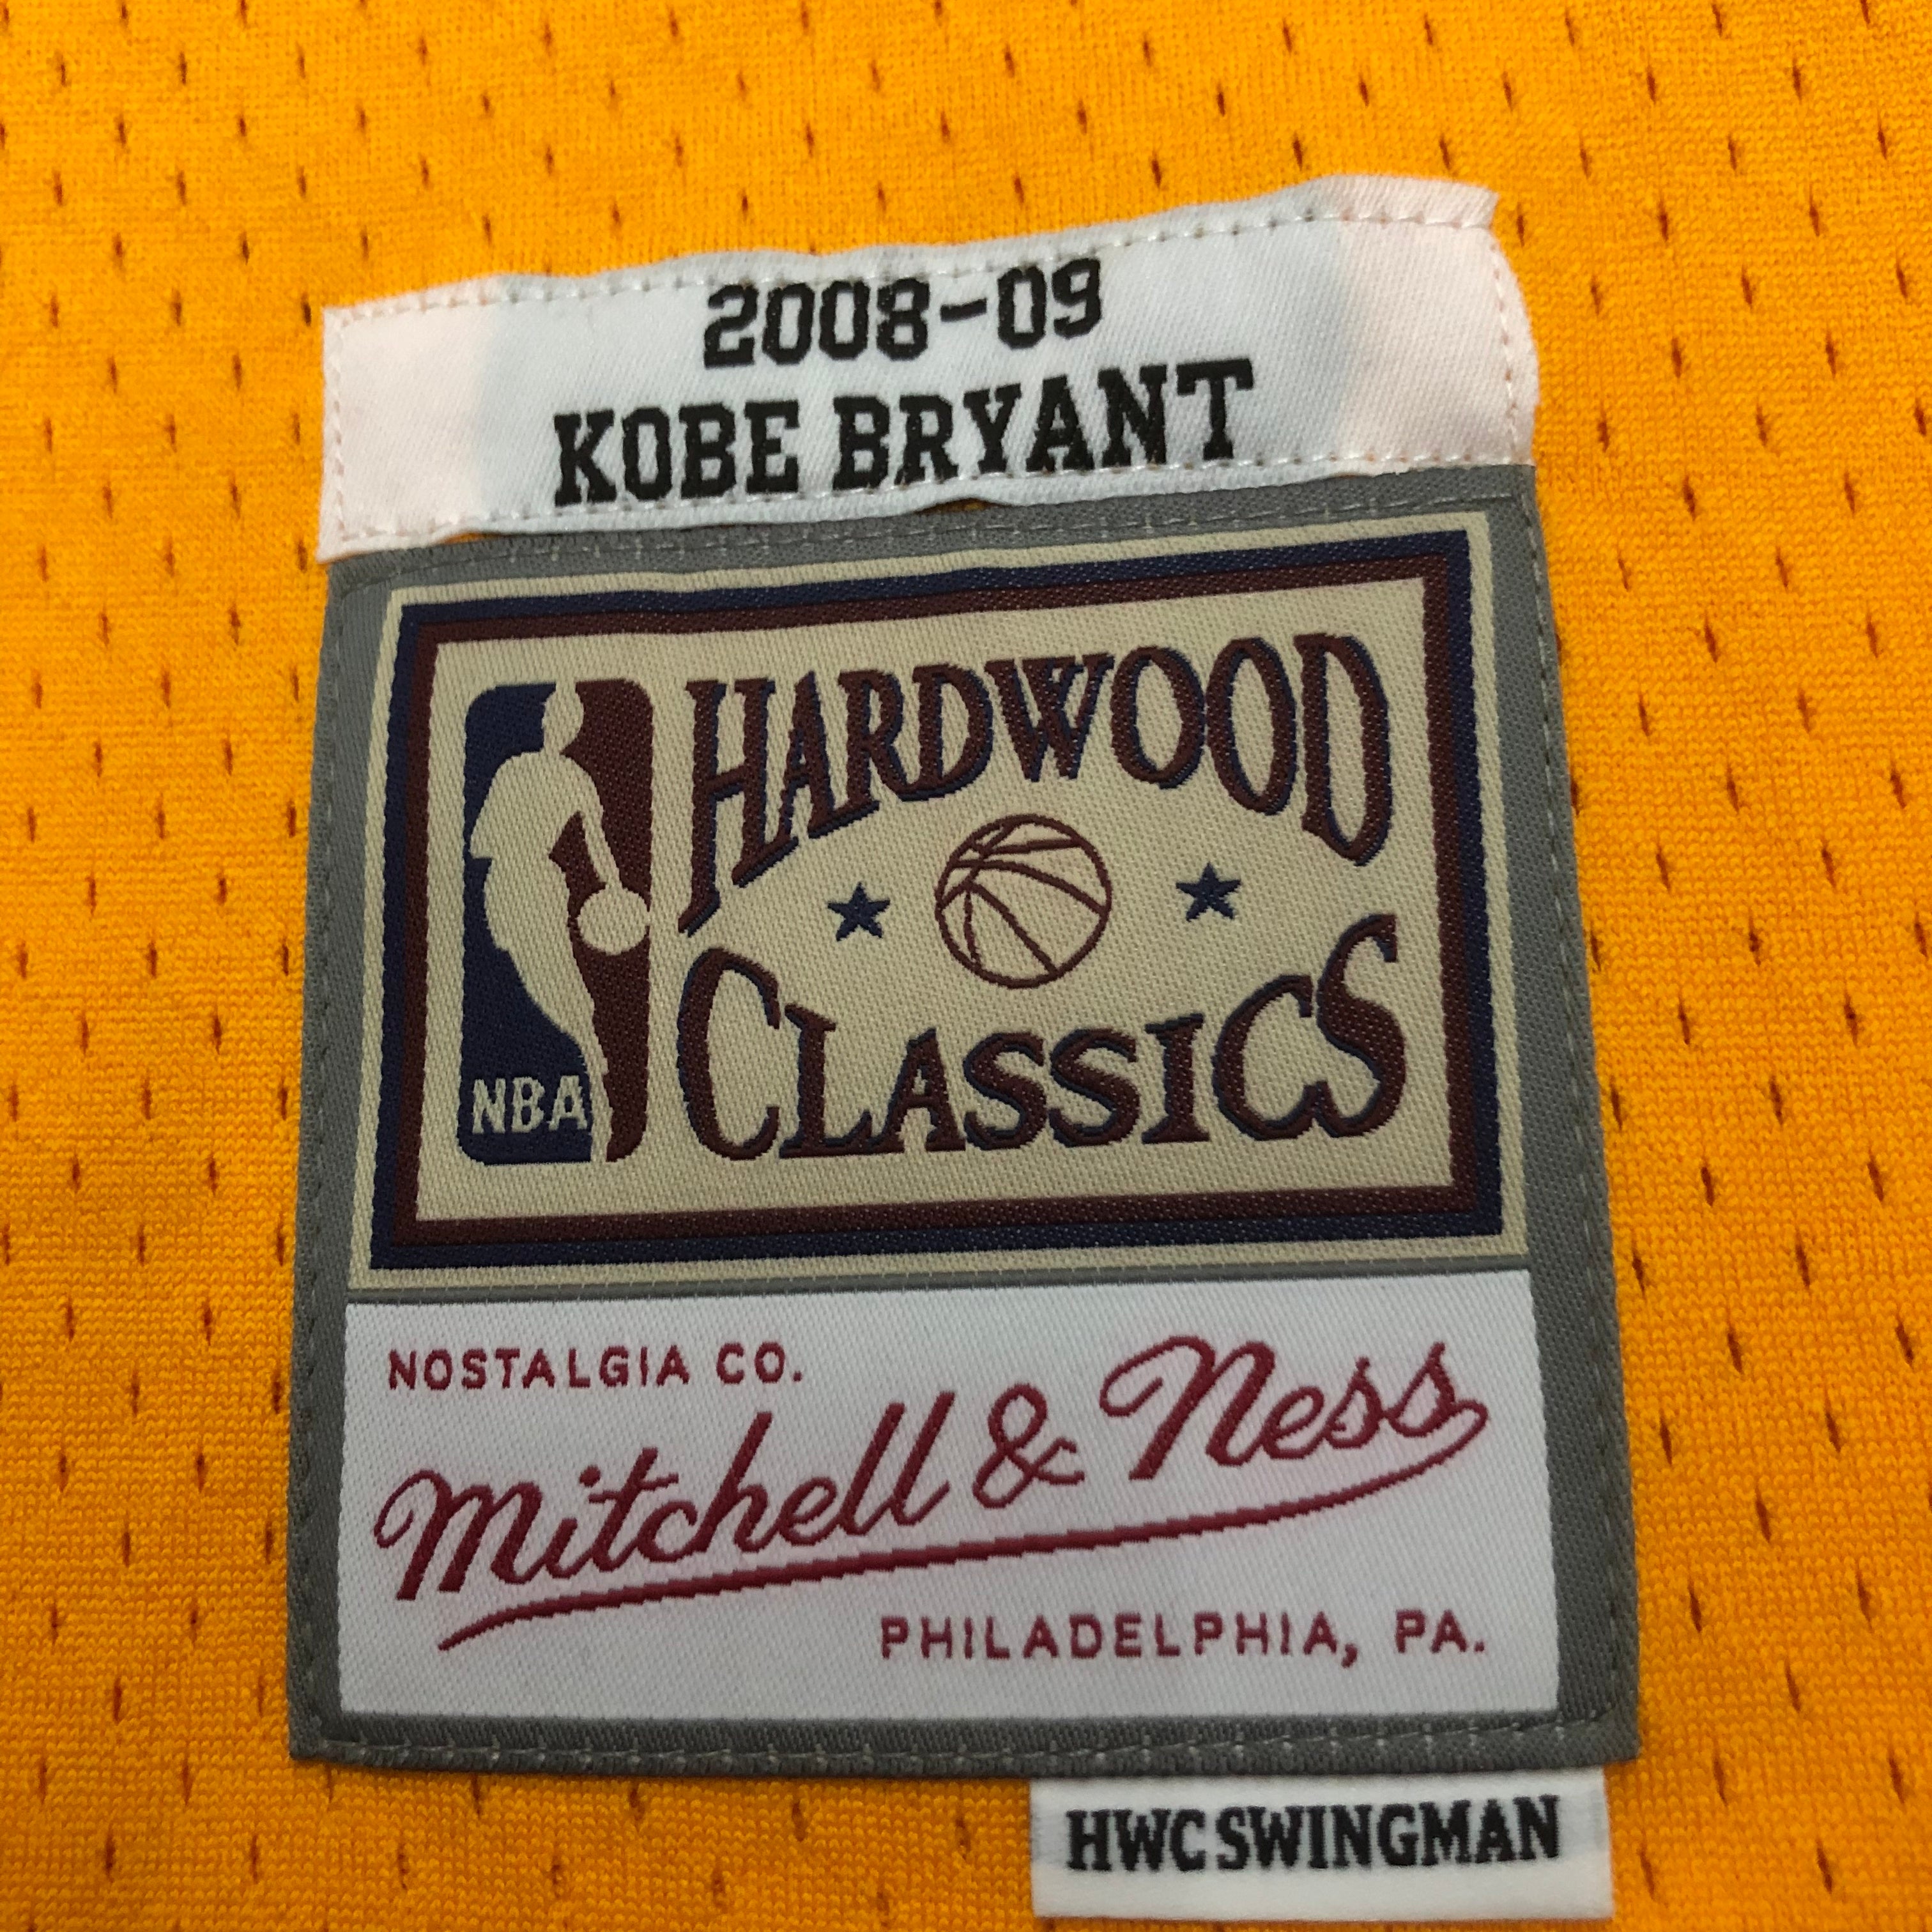 2008-09
KOBE BRYANT
HARDWOOD
CLASSICS
NBA
NOSTALGIA CO.
Mitchell & Ness
PHILADELPHIA, PA.
HWC SWINGMAN